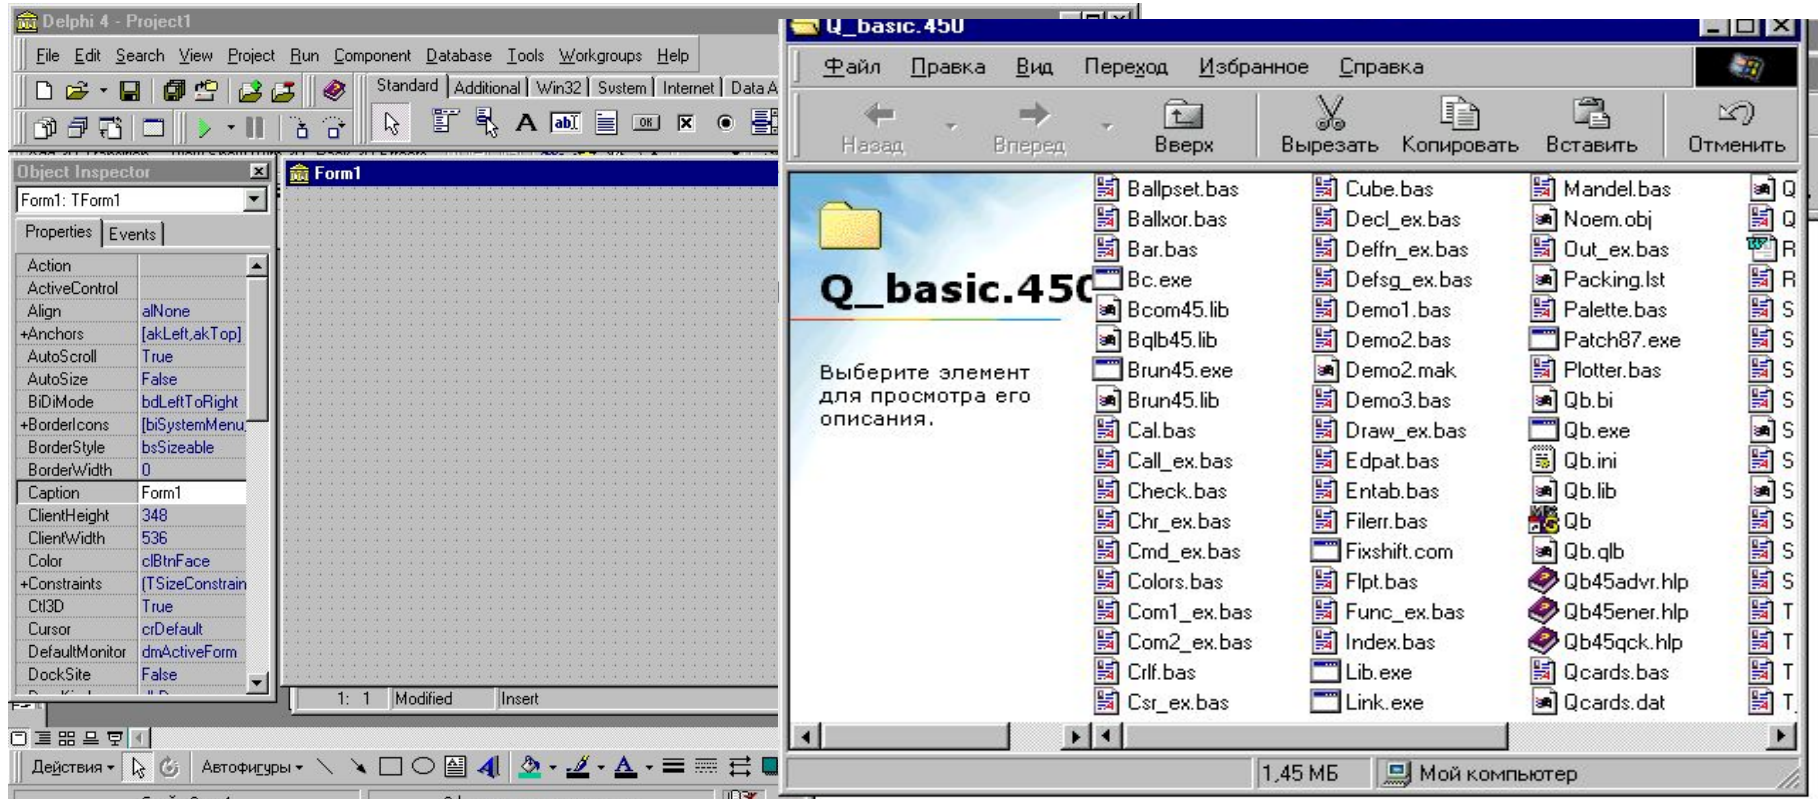 Delphi 4 - Project1
File Edit Search View Project Run Component Database Tools Workgroups Help
Standard Additional Win32 System Internet Data A
Object Inspector
Form1: TForm1
Properties Events
Action
ActiveControl
Align alNone
+Anchors [akLeft,akTop]
AutoScroll True
AutoSize False
BiDiMode bdLeftToRight
+BorderIcons [biSystemMenu,
BorderStyle bsSizeable
BorderWidth 0
Caption Form1
ClientHeight 348
ClientWidth 536
Color clBtnFace
+Constraints (TSizeConstrain
Ctl3D True
Cursor crDefault
DefaultMonitor dmActiveForm
DockSite False
Form1
1: 1 Modified Insert
Действия Автофигуры
Q_basic.450
Файл Правка Вид Переход Избранное Справка
Назад Вперед Вверх Вырезать Копировать Вставить Отменить
Q_basic.450
Выберите элемент
для просмотра его
описания.
Ballpset.bas Cube.bas Mandel.bas Q
Ballxor.bas Decl_ex.bas Noem.obj Q
Bar.bas Deffn_ex.bas Out_ex.bas R
Bc.exe Defsg_ex.bas Packing.lst R
Bcom45.lib Demo1.bas Palette.bas S
Bqlb45.lib Demo2.bas Patch87.exe S
Brun45.exe Demo2.mak Plotter.bas S
Brun45.lib Demo3.bas Qb.bi S
Cal.bas Draw_ex.bas Qb.exe S
Call_ex.bas Edpat.bas Qb.ini S
Check.bas Entab.bas Qb.lib S
Chr_ex.bas Filerr.bas Qb S
Cmd_ex.bas Fixshift.com Qb.qlb S
Colors.bas Flpt.bas Qb45advr.hlp S
Com1_ex.bas Func_ex.bas Qb45ener.hlp T
Com2_ex.bas Index.bas Qb45qck.hlp T
Crlf.bas Lib.exe Qcards.bas T
Csr_ex.bas Link.exe Qcards.dat T
1,45 МБ Мой компьютер